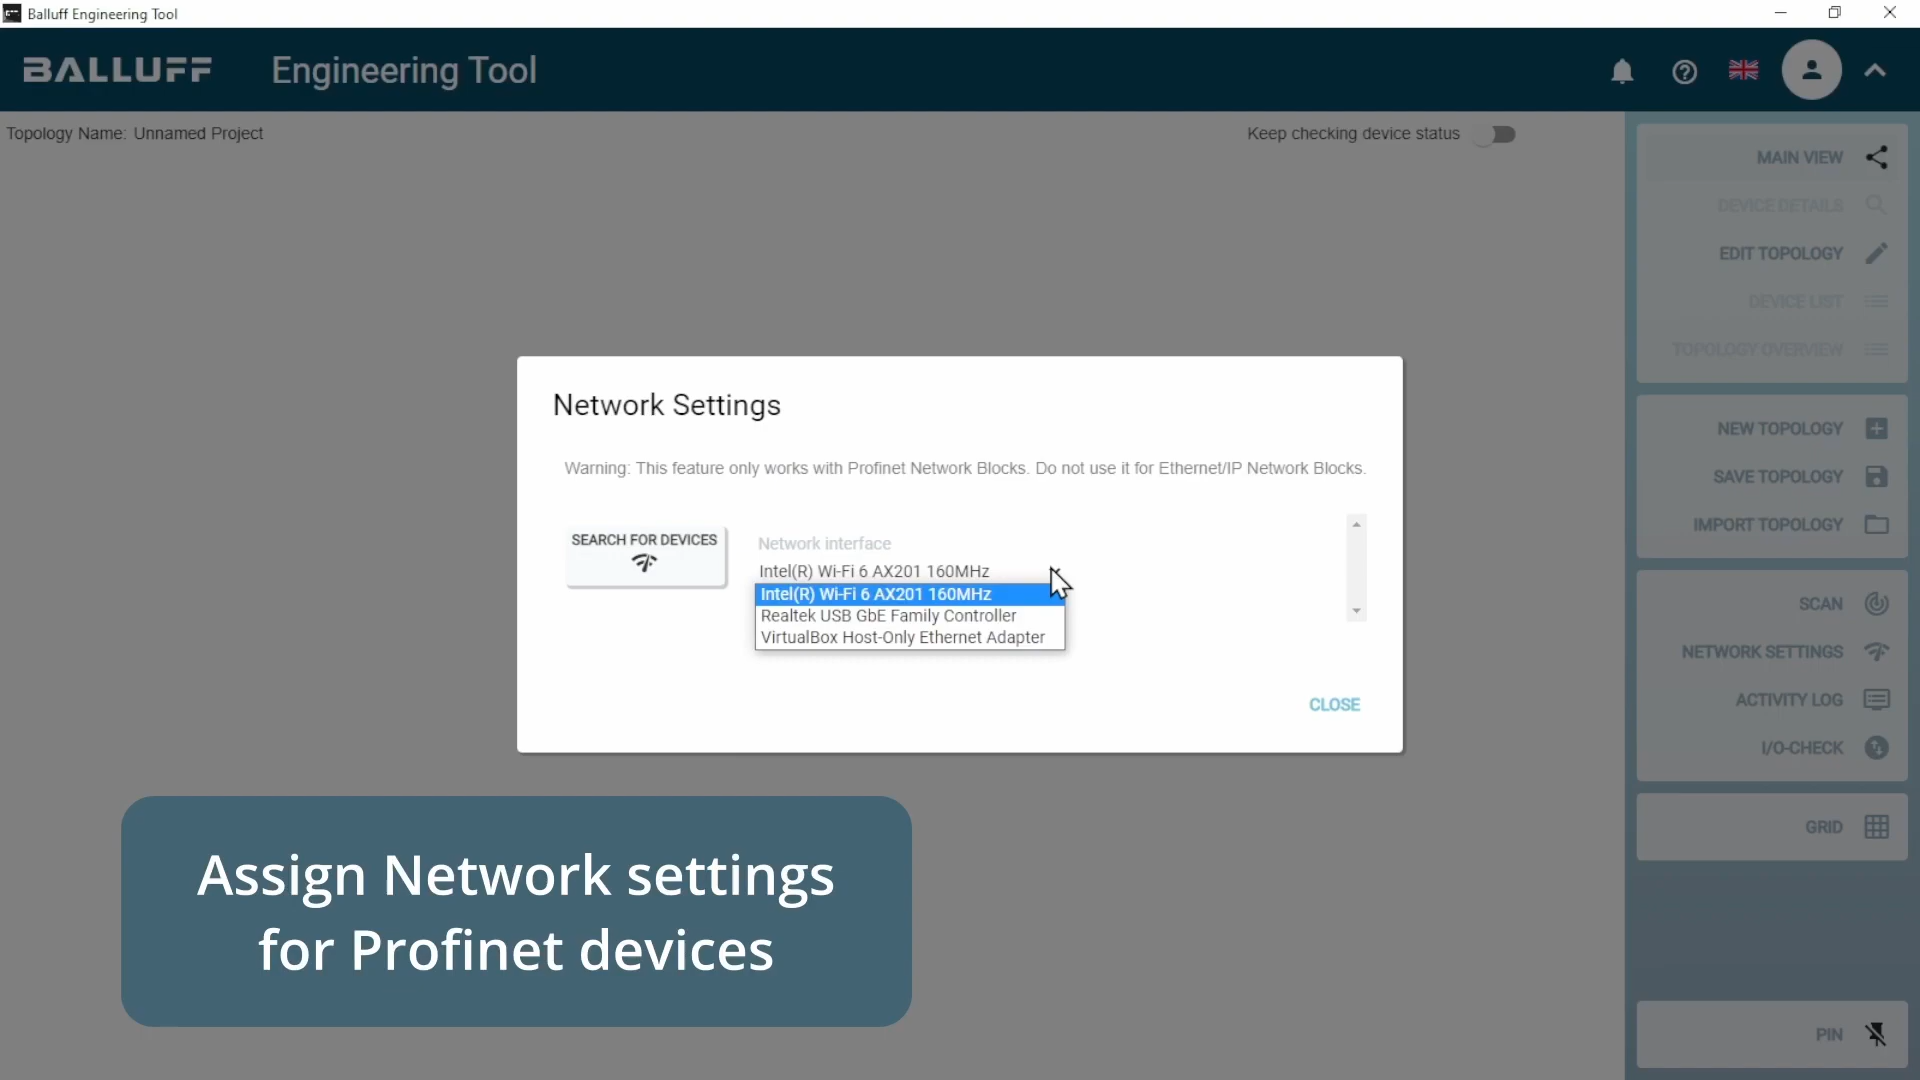 Balluff Engineering Tool
BALLUFF
Engineering Tool
Topology Name: Unnamed Project
Keep checking device status
MAIN VIEW
DEVICE DETAILS
EDIT TOPOLOGY
DEVICE LIST
TOPOLOGY OVERVIEW
NEW TOPOLOGY
SAVE TOPOLOGY
IMPORT TOPOLOGY
SCAN
NETWORK SETTINGS
ACTIVITY LOG
I/O-CHECK
GRID
PIN
Network Settings
Warning: This feature only works with Profinet Network Blocks. Do not use it for Ethernet/IP Network Blocks.
SEARCH FOR DEVICES
Network interface
Intel(R) Wi-Fi 6 AX201 160MHz
Intel(R) Wi-Fi 6 AX201 160MHz
Realtek USB GbE Family Controller
VirtualBox Host-Only Ethernet Adapter
CLOSE
Assign Network settings
for Profinet devices